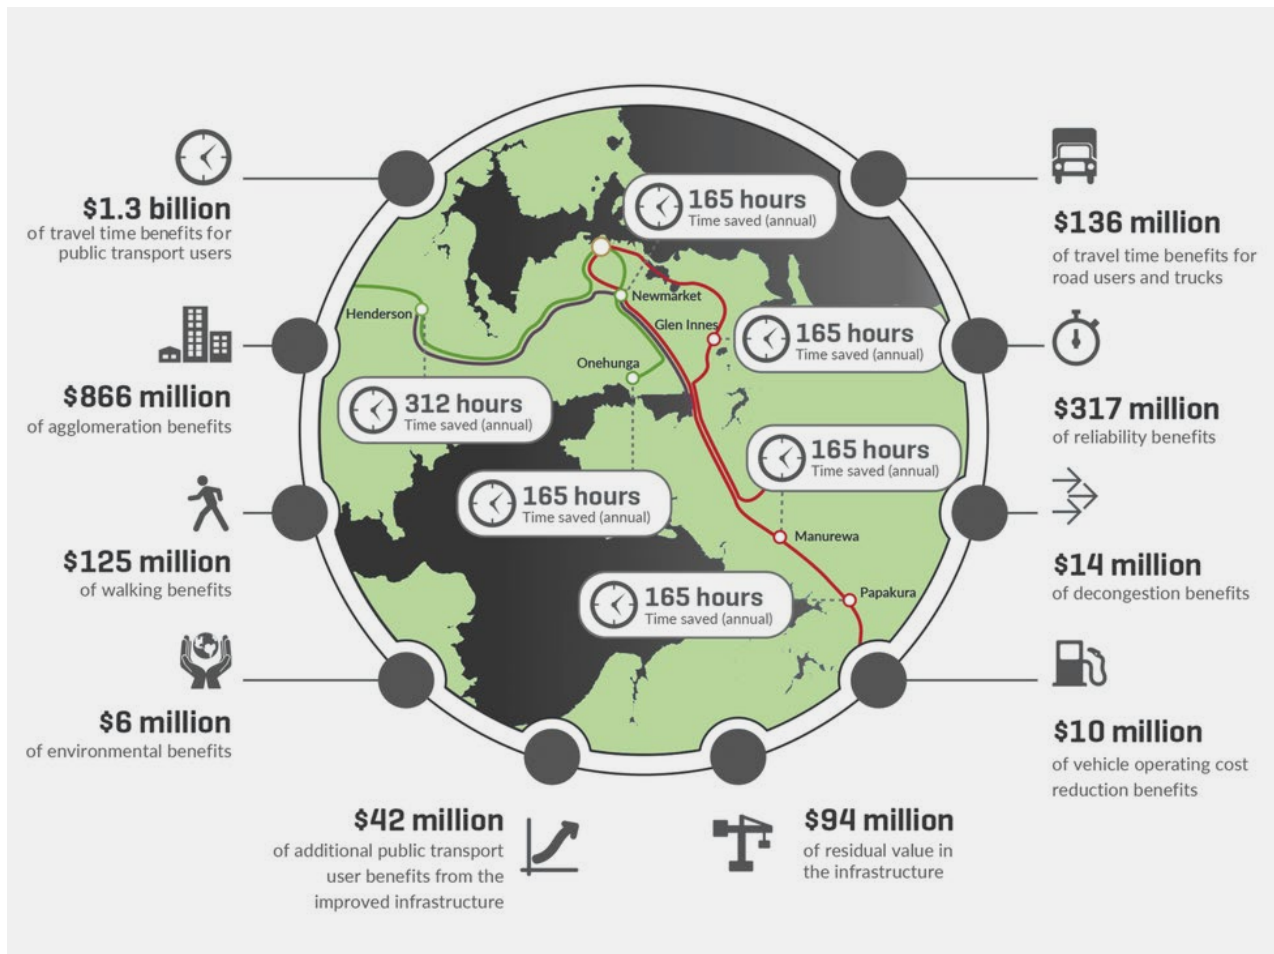 $1.3 billion
of travel time benefits for
public transport users
$866 million
of agglomeration benefits
$125 million
of walking benefits
$6 million
of environmental benefits
165 hours
Time saved (annual)
Newmarket
Henderson
Glen Innes
165 hours
Time saved (annual)
Onehunga
312 hours
Time saved (annual)
165 hours
Time saved (annual)
165 hours
Time saved (annual)
Manurewa
165 hours
Time saved (annual)
Papakura
$136 million
of travel time benefits for
road users and trucks
$317 million
of reliability benefits
$14 million
of decongestion benefits
$10 million
of vehicle operating cost
reduction benefits
$42 million
of additional public transport
user benefits from the
improved infrastructure
$94 million
of residual value in
the infrastructure